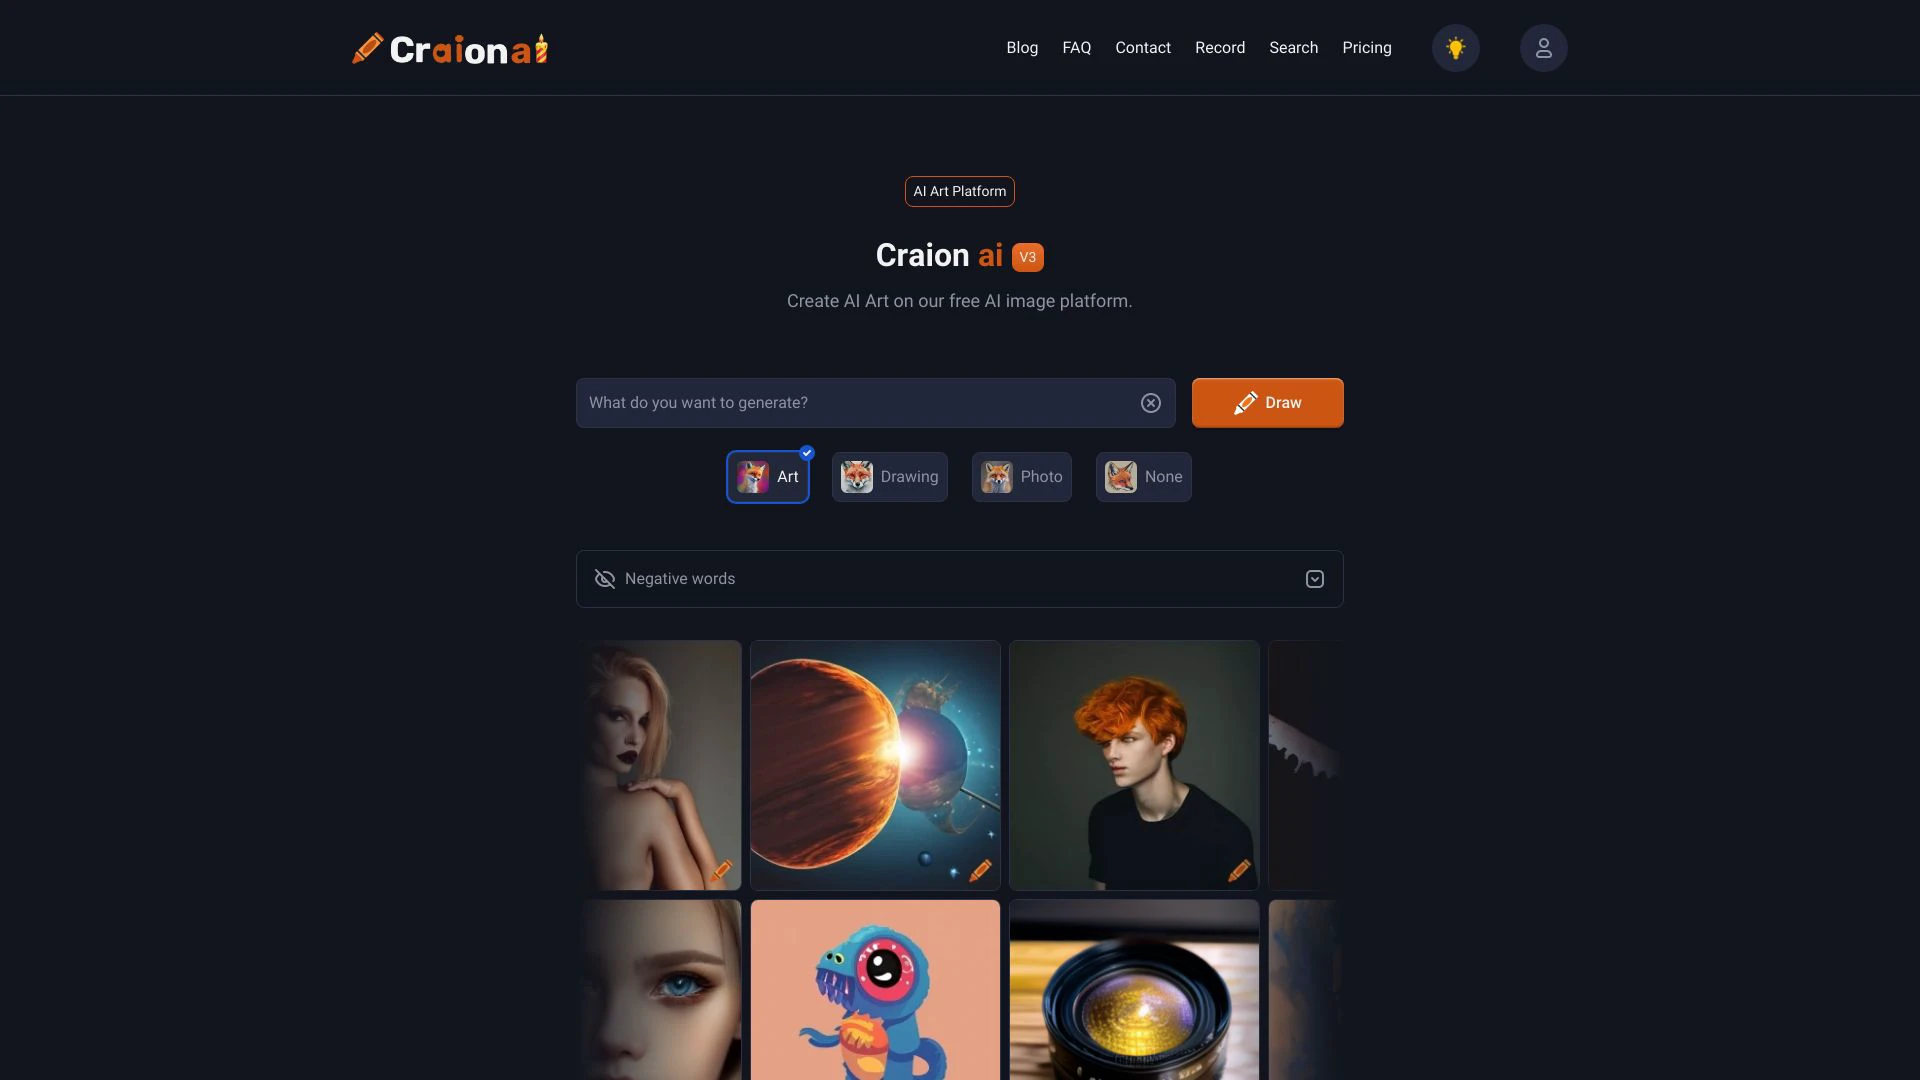 Craionai
Blog FAQ Contact Record Search Pricing
AI Art Platform
Craion ai V3
Create AI Art on our free AI image platform.
What do you want to generate?
Draw
Art Drawing Photo None
Negative words